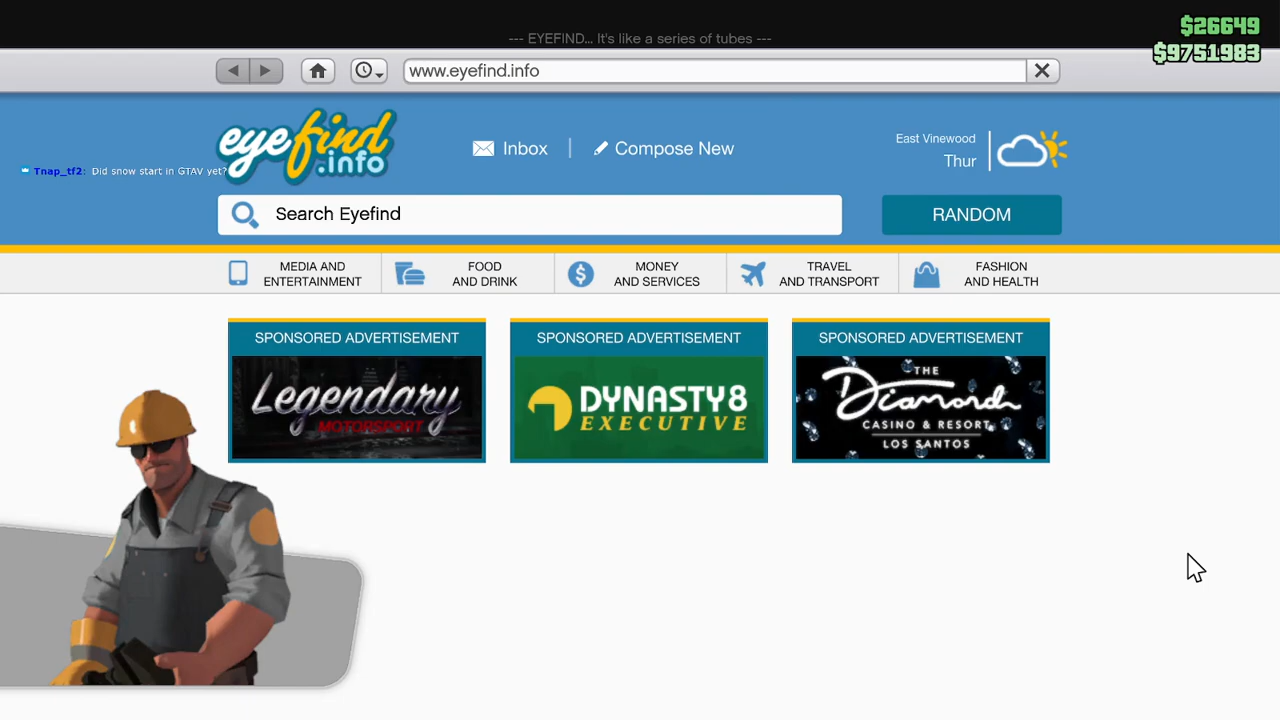 --- EYEFIND... It's like a series of tubes ---
$26649
$9751983
www.eyefind.info
eyefind
.info
Inbox
Compose New
East Vinewood
Thur
Tnap_tf2: Did snow start in GTAV yet?
Search Eyefind
RANDOM
MEDIA AND
ENTERTAINMENT
FOOD
AND DRINK
MONEY
AND SERVICES
TRAVEL
AND TRANSPORT
FASHION
AND HEALTH
SPONSORED ADVERTISEMENT
Legendary
MOTORSPORT
SPONSORED ADVERTISEMENT
DYNASTY8
EXECUTIVE
SPONSORED ADVERTISEMENT
THE
Diamond
CASINO & RESORT
LOS SANTOS